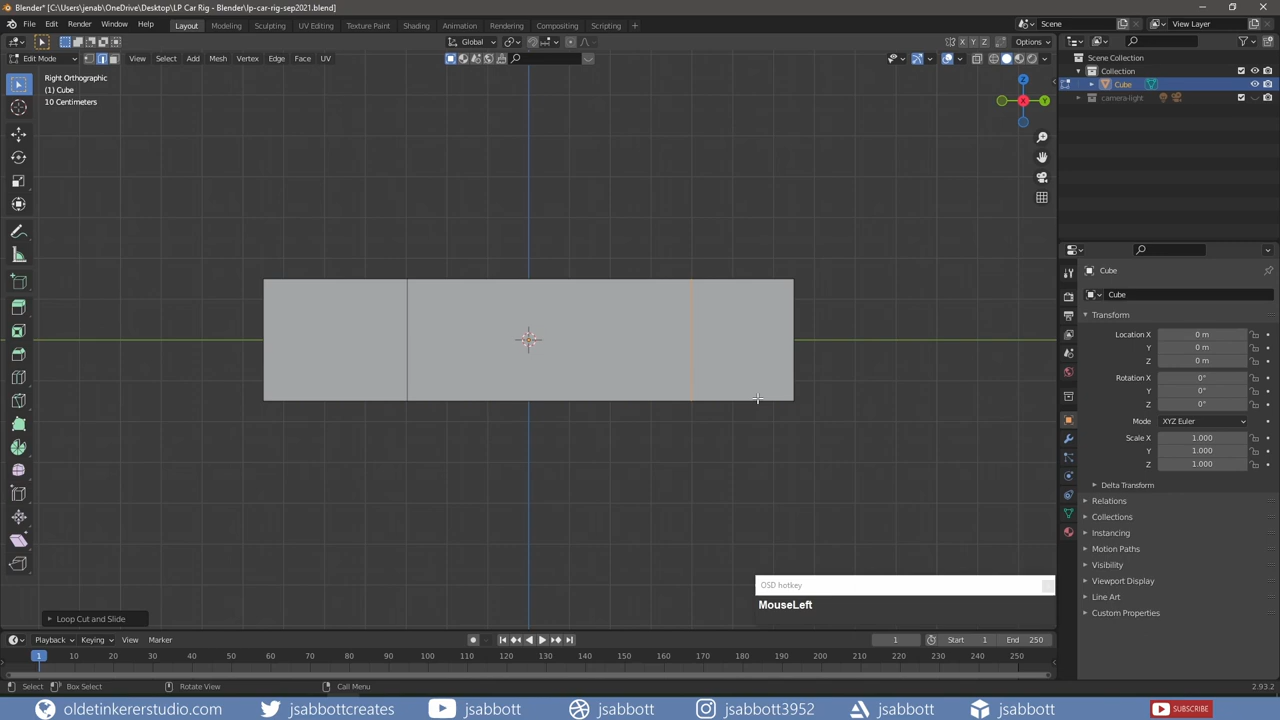 Blender* [C:\Users\jenab\OneDrive\Desktop\LP Car Rig - Blender\lp-car-rig-sep2021.blend]
File Edit Render Window Help Layout Modeling Sculpting UV Editing Texture Paint Shading Animation Rendering Compositing Scripting Scene View Layer
Global X Y Z Options
Edit Mode View Select Add Mesh Vertex Edge Face UV
Right Orthographic
(1) Cube
10 Centimeters
Z
X
Y
Scene Collection
Collection
Cube
camera-light
Cube
Cube
Transform
Location X 0 m
Y 0 m
Z 0 m
Rotation X 0°
Y 0°
Z 0°
Mode XYZ Euler
Scale X 1.000
Y 1.000
Z 1.000
Delta Transform
Relations
Collections
Instancing
Motion Paths
Visibility
Viewport Display
Line Art
Custom Properties
OSD hotkey
MouseLeft
Loop Cut and Slide
Playback Keying View Marker 1 Start 1 End 250
1 10 20 30 40 50 60 70 80 90 100 110 120 130 140 150 160 170 180 190 200 210 220 230 240 250
Select Box Select Rotate View Call Menu 2.93.2
oldetinkererstudio.com jsabbottcreates jsabbott jsabbott jsabbott3952 jsabbott jsabbott SUBSCRIBE